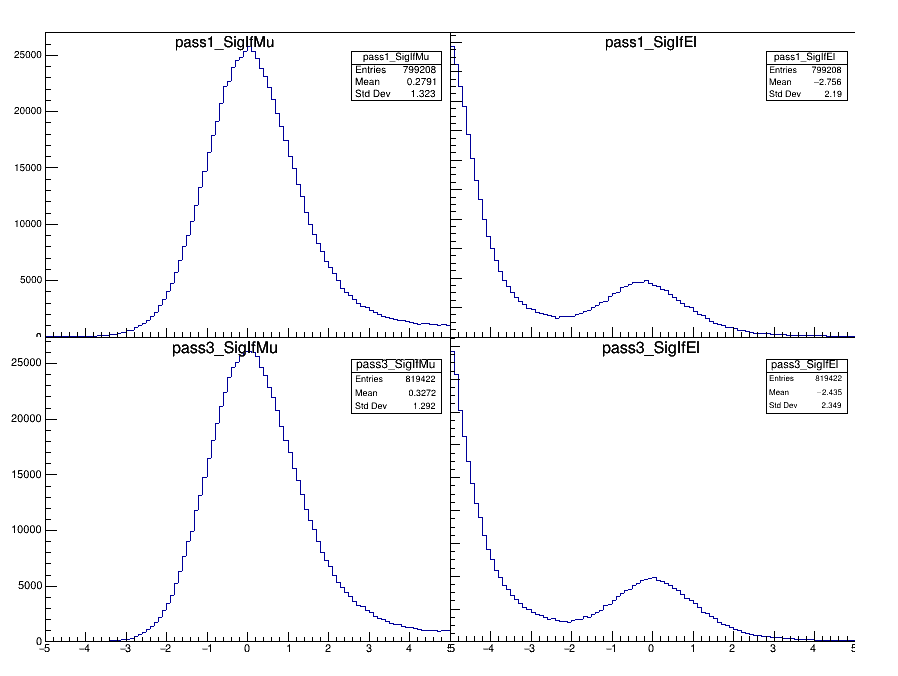 pass1_SigIfMu
pass1_SigIfMu
Entries 799208
Mean 0.2791
Std Dev 1.323
25000
20000
15000
10000
5000
0
pass1_SigIfEl
pass1_SigIfEl
Entries 799208
Mean −2.756
Std Dev 2.19
pass3_SigIfMu
pass3_SigIfMu
Entries 819422
Mean 0.3272
Std Dev 1.292
25000
20000
15000
10000
5000
0
−5 −4 −3 −2 −1 0 1 2 3 4 5
pass3_SigIfEl
pass3_SigIfEl
Entries 819422
Mean −2.435
Std Dev 2.349
−4 −3 −2 −1 0 1 2 3 4 5